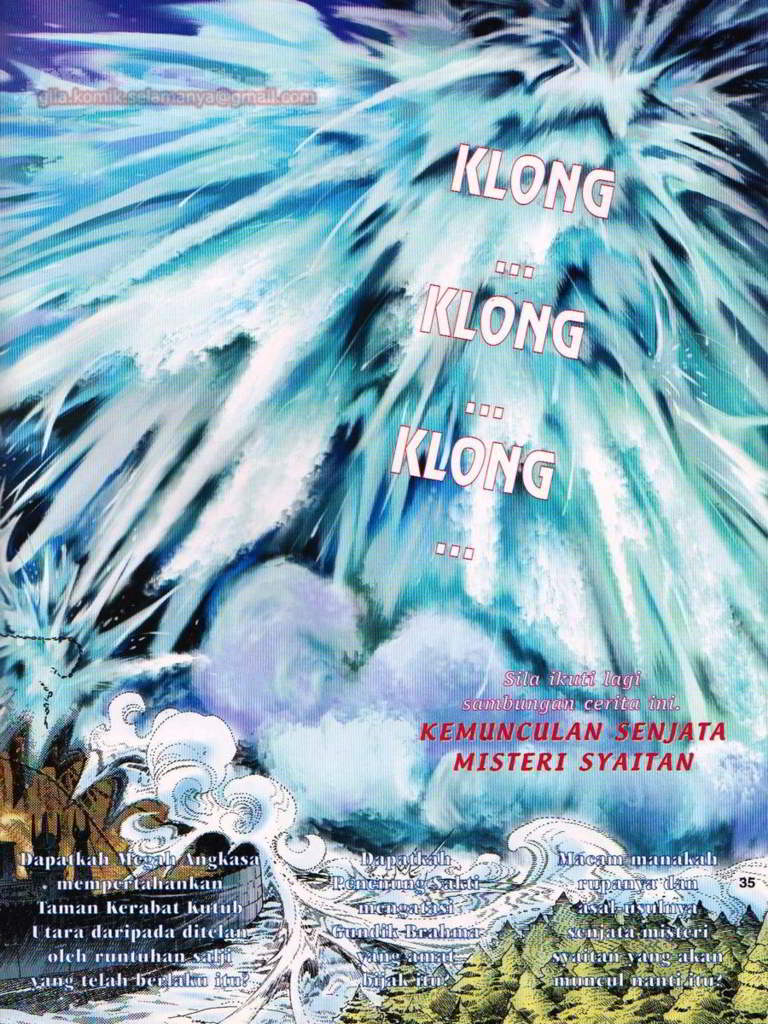 glia.komik.selamanya@gmail.com
KLONG
...
KLONG
...
KLONG
...
Sila ikuti lagi
sambungan cerita ini.
KEMUNCULAN SENJATA
MISTERI SYAITAN
Dapatkah Megah Angkasa
mempertahankan
Taman Kerabat Kutub
Utara daripada ditelan
oleh runtuhan salji
yang telah berlaku itu?
Dapatkah
Penenung Sakti
mengatasi
Gundik Brahma
yang amat
bijak itu?
Macam manakah
rupanya dan
asal-usulnya
senjata misteri
syaitan yang akan
muncul nanti itu?
35